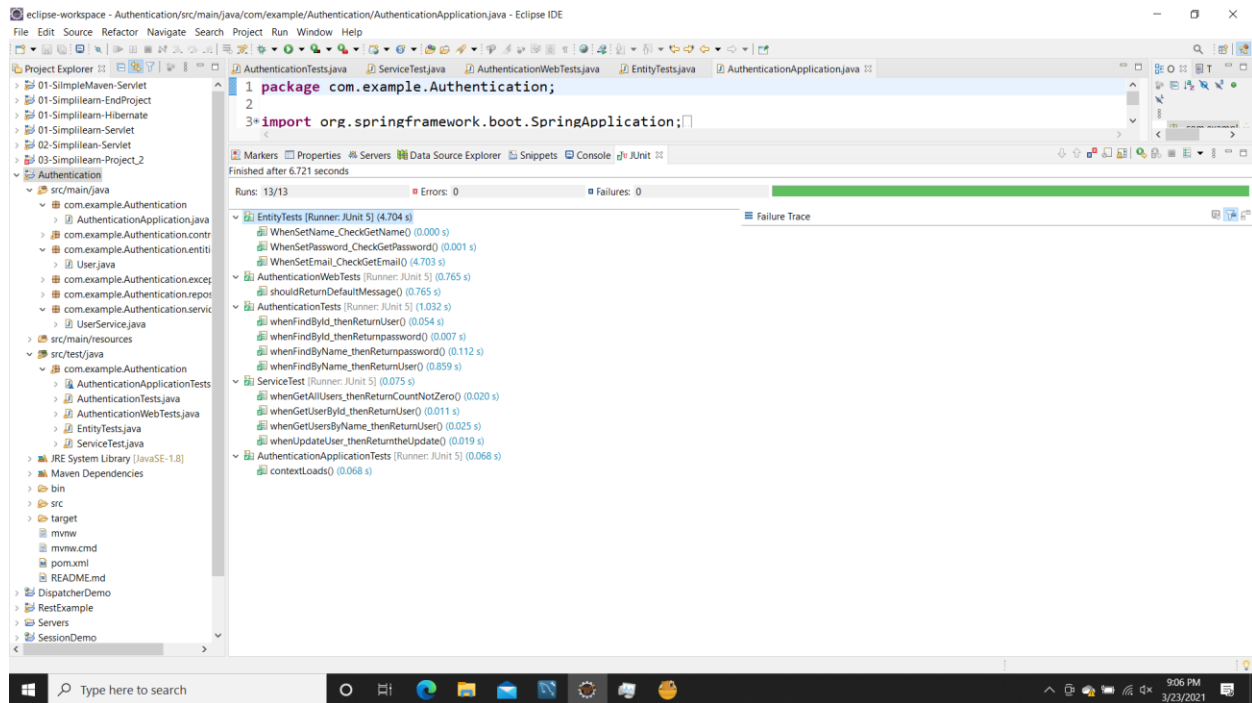 eclipse-workspace - Authentication/src/main/java/com/example/Authentication/AuthenticationApplication.java - Eclipse IDE
File Edit Source Refactor Navigate Search Project Run Window Help
Project Explorer
01-SilmpleMaven-Servlet
01-Simplilearn-EndProject
01-Simplilearn-Hibernate
01-Simplilearn-Servlet
02-Simplilean-Servlet
03-Simplilearn-Project_2
Authentication
src/main/java
com.example.Authentication
AuthenticationApplication.java
com.example.Authentication.contr
com.example.Authentication.entiti
User.java
com.example.Authentication.excep
com.example.Authentication.repos
com.example.Authentication.servic
UserService.java
src/main/resources
src/test/java
com.example.Authentication
AuthenticationApplicationTests
AuthenticationTests.java
AuthenticationWebTests.java
EntityTests.java
ServiceTest.java
JRE System Library [JavaSE-1.8]
Maven Dependencies
bin
src
target
mvnw
mvnw.cmd
pom.xml
README.md
DispatcherDemo
RestExample
Servers
SessionDemo
AuthenticationTests.java ServiceTest.java AuthenticationWebTests.java EntityTests.java AuthenticationApplication.java
1 package com.example.Authentication;
2
3 import org.springframework.boot.SpringApplication;
O T
Markers Properties Servers Data Source Explorer Snippets Console JUnit
Finished after 6.721 seconds
Runs: 13/13 Errors: 0 Failures: 0
EntityTests [Runner: JUnit 5] (4.704 s)
WhenSetName_CheckGetName() (0.000 s)
WhenSetPassword_CheckGetPassword() (0.001 s)
WhenSetEmail_CheckGetEmail() (4.703 s)
AuthenticationWebTests [Runner: JUnit 5] (0.765 s)
shouldReturnDefaultMessage() (0.765 s)
AuthenticationTests [Runner: JUnit 5] (1.032 s)
whenFindById_thenReturnUser() (0.054 s)
whenFindById_thenReturnpassword() (0.007 s)
whenFindByName_thenReturnpassword() (0.112 s)
whenFindByName_thenReturnUser() (0.859 s)
ServiceTest [Runner: JUnit 5] (0.075 s)
whenGetAllUsers_thenReturnCountNotZero() (0.020 s)
whenGetUserById_thenReturnUser() (0.011 s)
whenGetUsersByName_thenReturnUser() (0.025 s)
whenUpdateUser_thenReturntheUpdate() (0.019 s)
AuthenticationApplicationTests [Runner: JUnit 5] (0.068 s)
contextLoads() (0.068 s)
Failure Trace
Type here to search
9:06 PM
3/23/2021